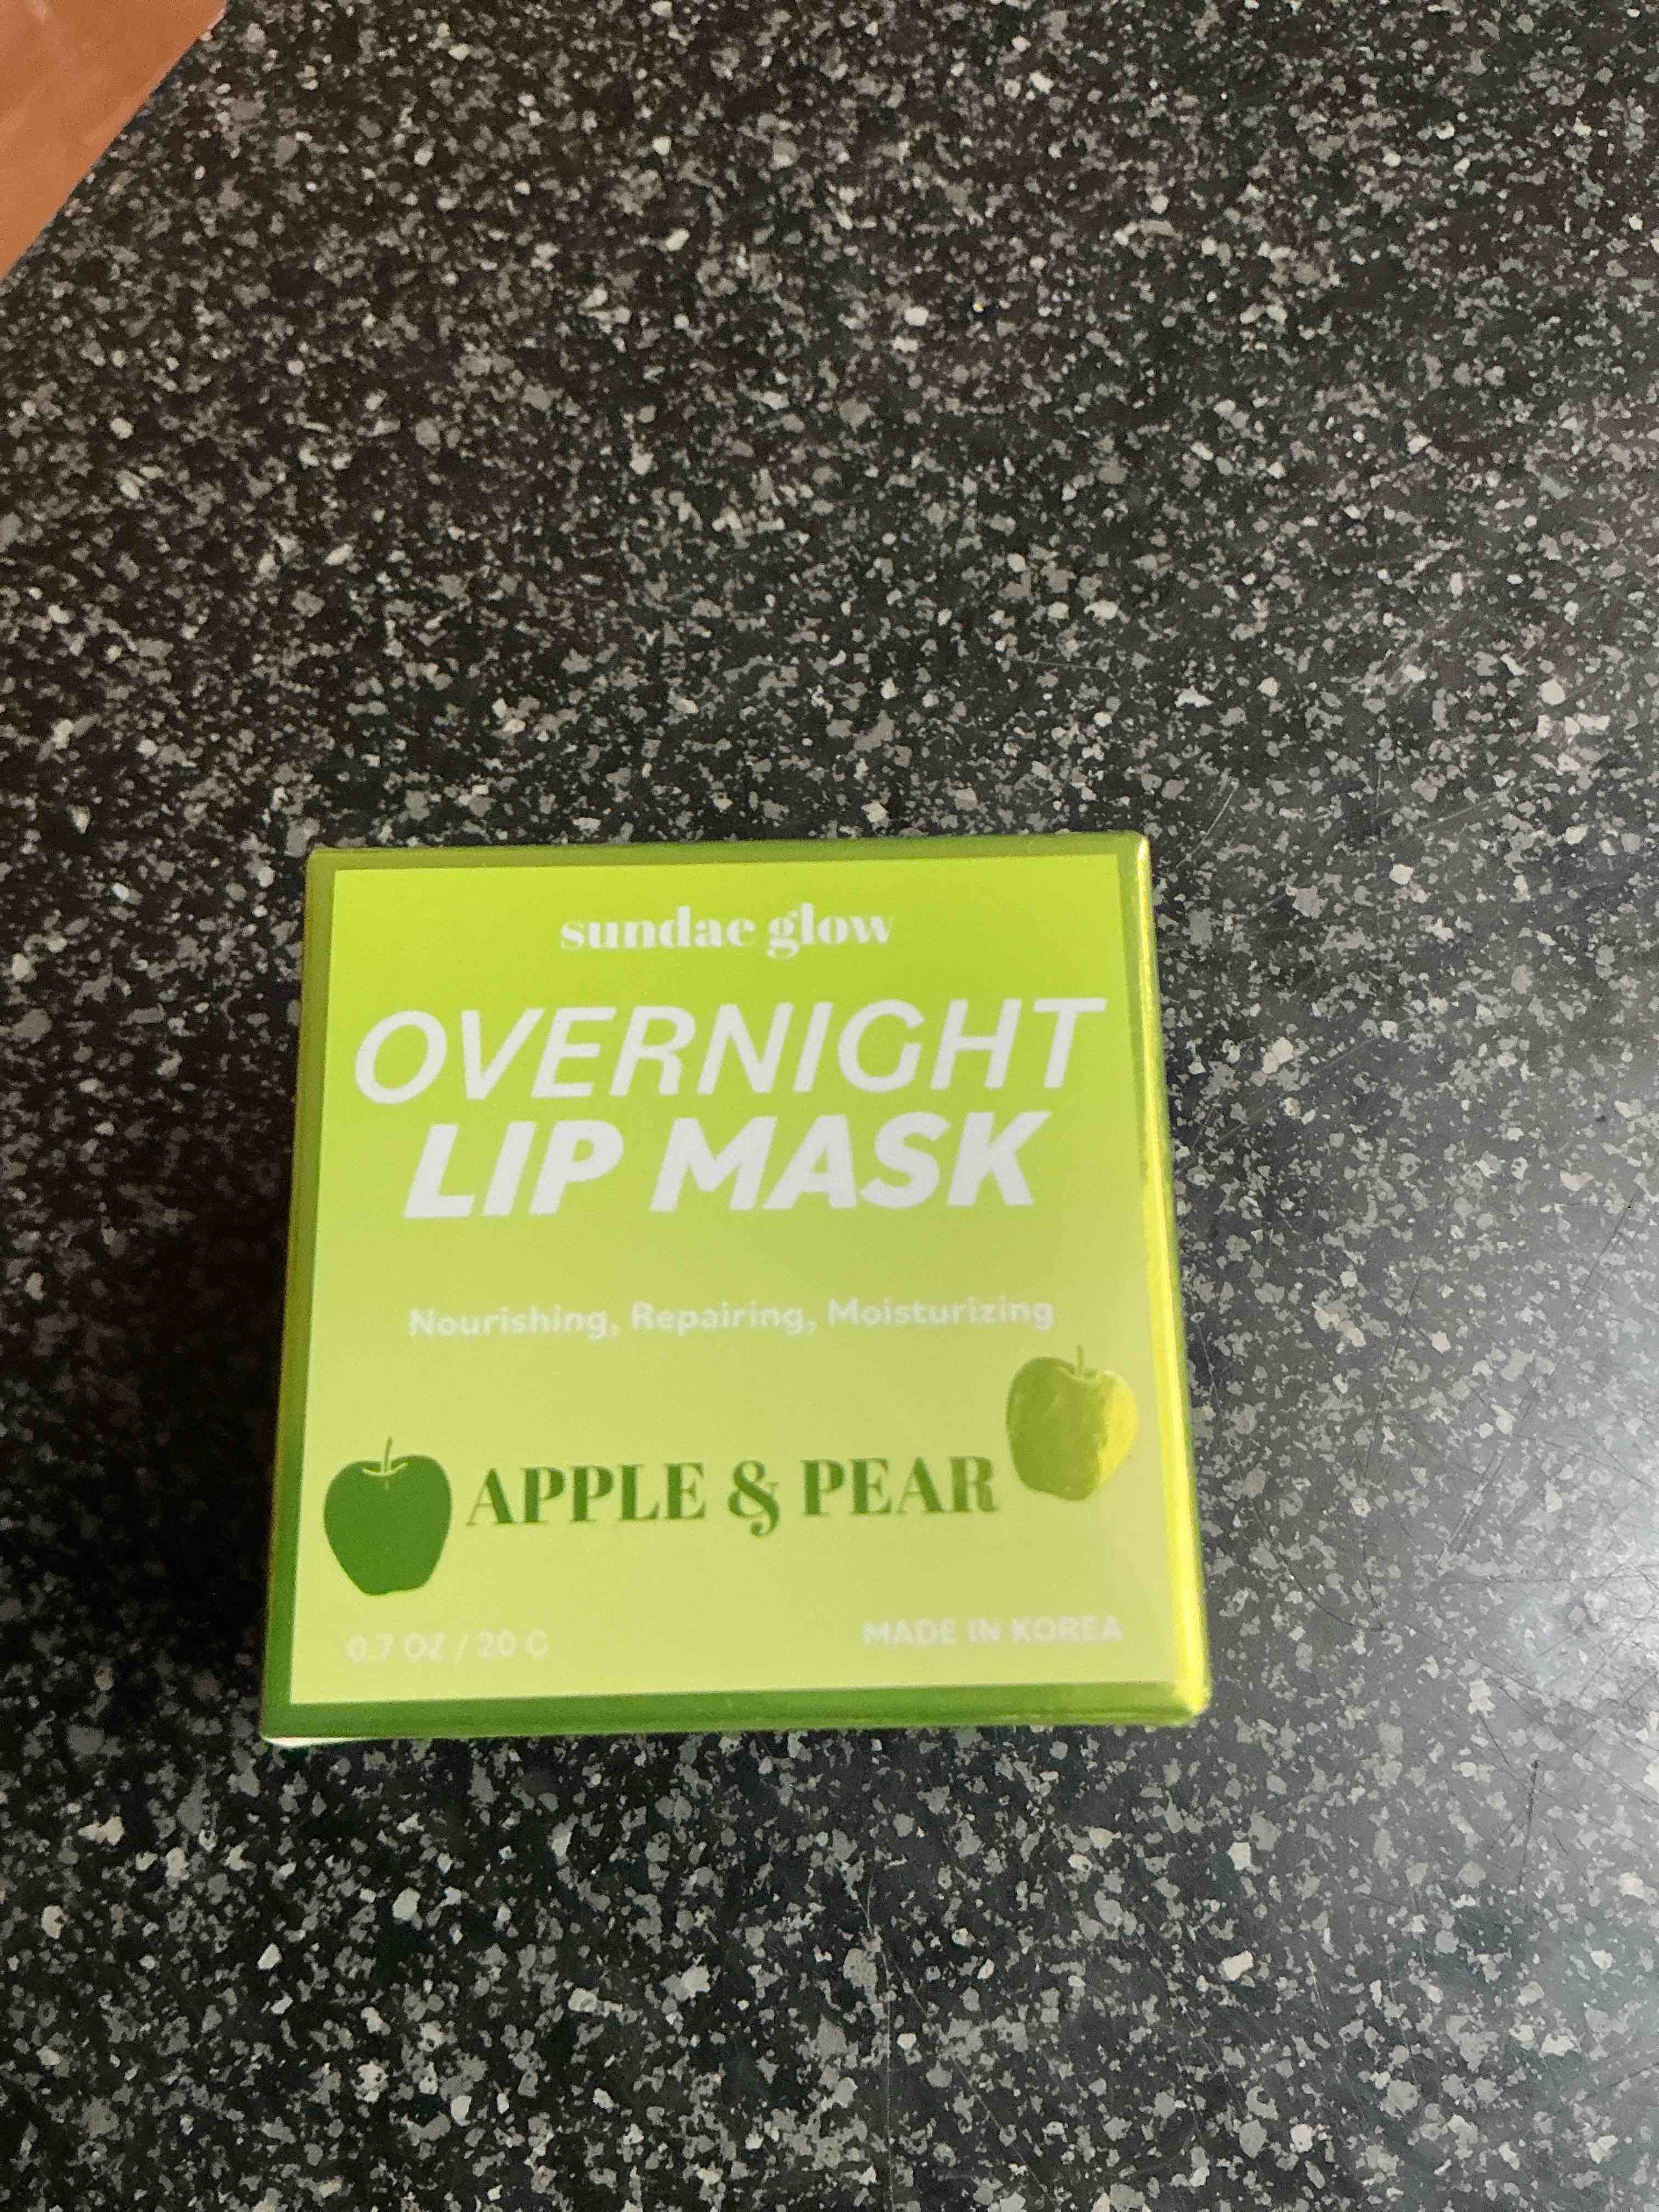 sundae glow
OVERNIGHT
LIP MASK
Nourishing, Repairing, Moisturizing
APPLE & PEAR
0.7 OZ / 20 G
MADE IN KOREA